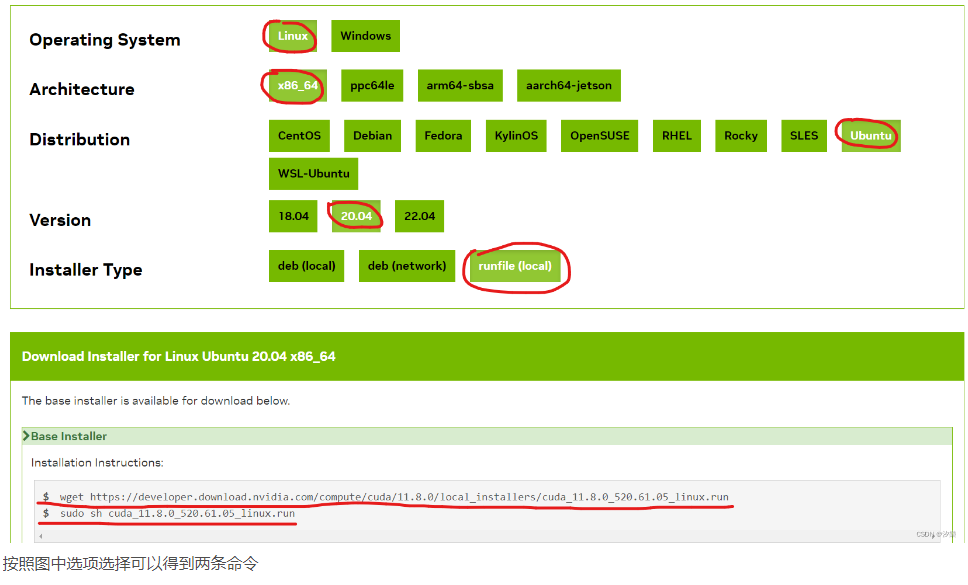 Operating System Linux Windows
Architecture x86_64 ppc64le arm64-sbsa aarch64-jetson
Distribution CentOS Debian Fedora KylinOS OpenSUSE RHEL Rocky SLES Ubuntu
WSL-Ubuntu
Version 18.04 20.04 22.04
Installer Type deb (local) deb (network) runfile (local)
Download Installer for Linux Ubuntu 20.04 x86_64
The base installer is available for download below.
Base Installer
Installation Instructions:
$ wget https://developer.download.nvidia.com/compute/cuda/11.8.0/local_installers/cuda_11.8.0_520.61.05_linux.run
$ sudo sh cuda_11.8.0_520.61.05_linux.run
按照图中选项选择可以得到两条命令